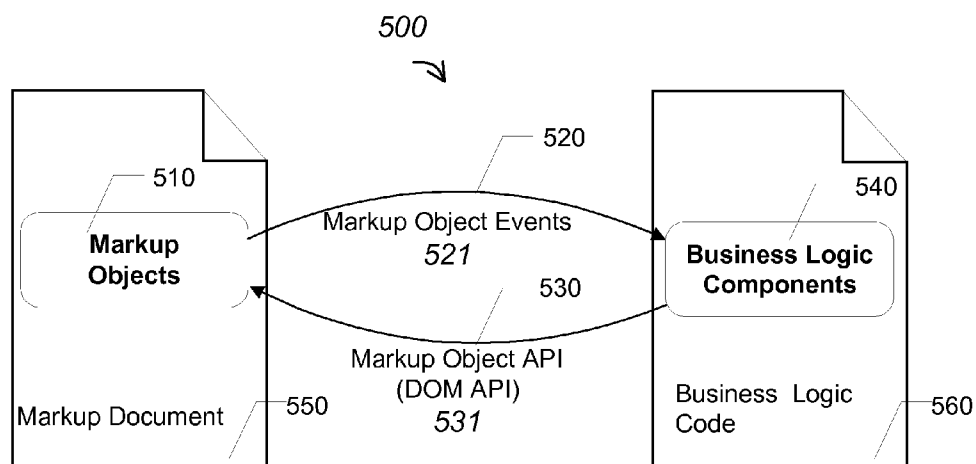 500
520
510
540
Markup Object Events
521
Markup
Objects
Business Logic
Components
530
Markup Object API
(DOM API)
531
Markup Document
550
Business Logic
Code
560